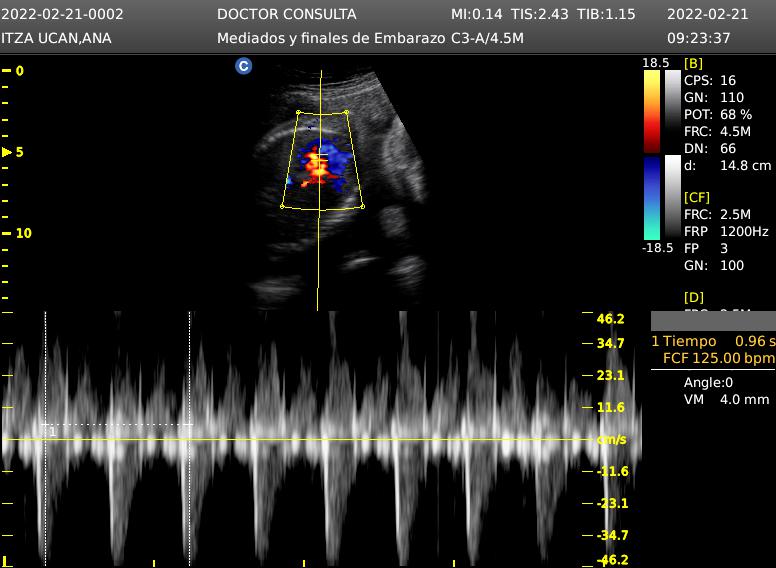 2022-02-21-0002 DOCTOR CONSULTA MI:0.14 TIS:2.43 TIB:1.15 2022-02-21
ITZA UCAN,ANA Mediados y finales de Embarazo C3-A/4.5M 09:23:37
C
0
5
10
18.5
-18.5
[B]
CPS: 16
GN: 110
POT: 68 %
FRC: 4.5M
DN: 66
d: 14.8 cm
[CF]
FRC: 2.5M
FRP 1200Hz
FP 3
GN: 100
[D]
46.2
34.7
23.1
11.6
cm/s
-11.6
-23.1
-34.7
-46.2
1
1 Tiempo 0.96 s
FCF 125.00 bpm
Angle:0
VM 4.0 mm